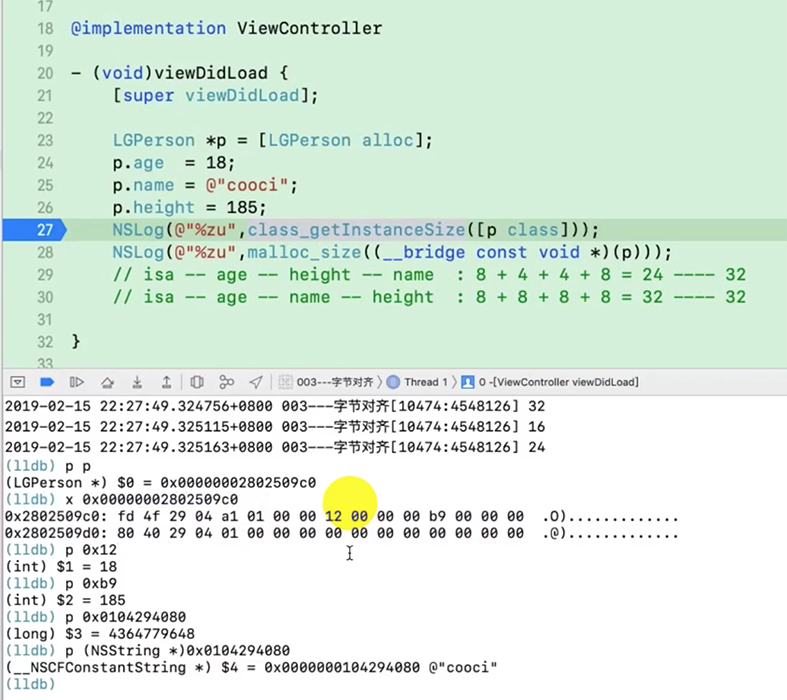 17
18 @implementation ViewController
19
20 - (void)viewDidLoad {
21 [super viewDidLoad];
22
23 LGPerson *p = [LGPerson alloc];
24 p.age  = 18;
25 p.name = @"cooci";
26 p.height = 185;
27 NSLog(@"%zu",class_getInstanceSize([p class]));
28 NSLog(@"%zu",malloc_size((__bridge const void *)(p)));
29 // isa -- age -- height -- name  : 8 + 4 + 4 + 8 = 24 ---- 32
30 // isa -- age -- name -- height  : 8 + 8 + 8 + 8 = 32 ---- 32
31
32 }
33
003---字节对齐 〉 Thread 1 〉 0 -[ViewController viewDidLoad]
2019-02-15 22:27:49.324756+0800 003---字节对齐[10474:4548126] 32
2019-02-15 22:27:49.325115+0800 003---字节对齐[10474:4548126] 16
2019-02-15 22:27:49.325163+0800 003---字节对齐[10474:4548126] 24
(lldb) p p
(LGPerson *) $0 = 0x00000002802509c0
(lldb) x 0x00000002802509c0
0x2802509c0: fd 4f 29 04 a1 01 00 00 12 00 00 00 b9 00 00 00  .O).............
0x2802509d0: 80 40 29 04 01 00 00 00 00 00 00 00 00 00 00 00  .@).............
(lldb) p 0x12
(int) $1 = 18
(lldb) p 0xb9
(int) $2 = 185
(lldb) p 0x0104294080
(long) $3 = 4364779648
(lldb) p (NSString *)0x0104294080
(__NSCFConstantString *) $4 = 0x0000000104294080 @"cooci"
(lldb)